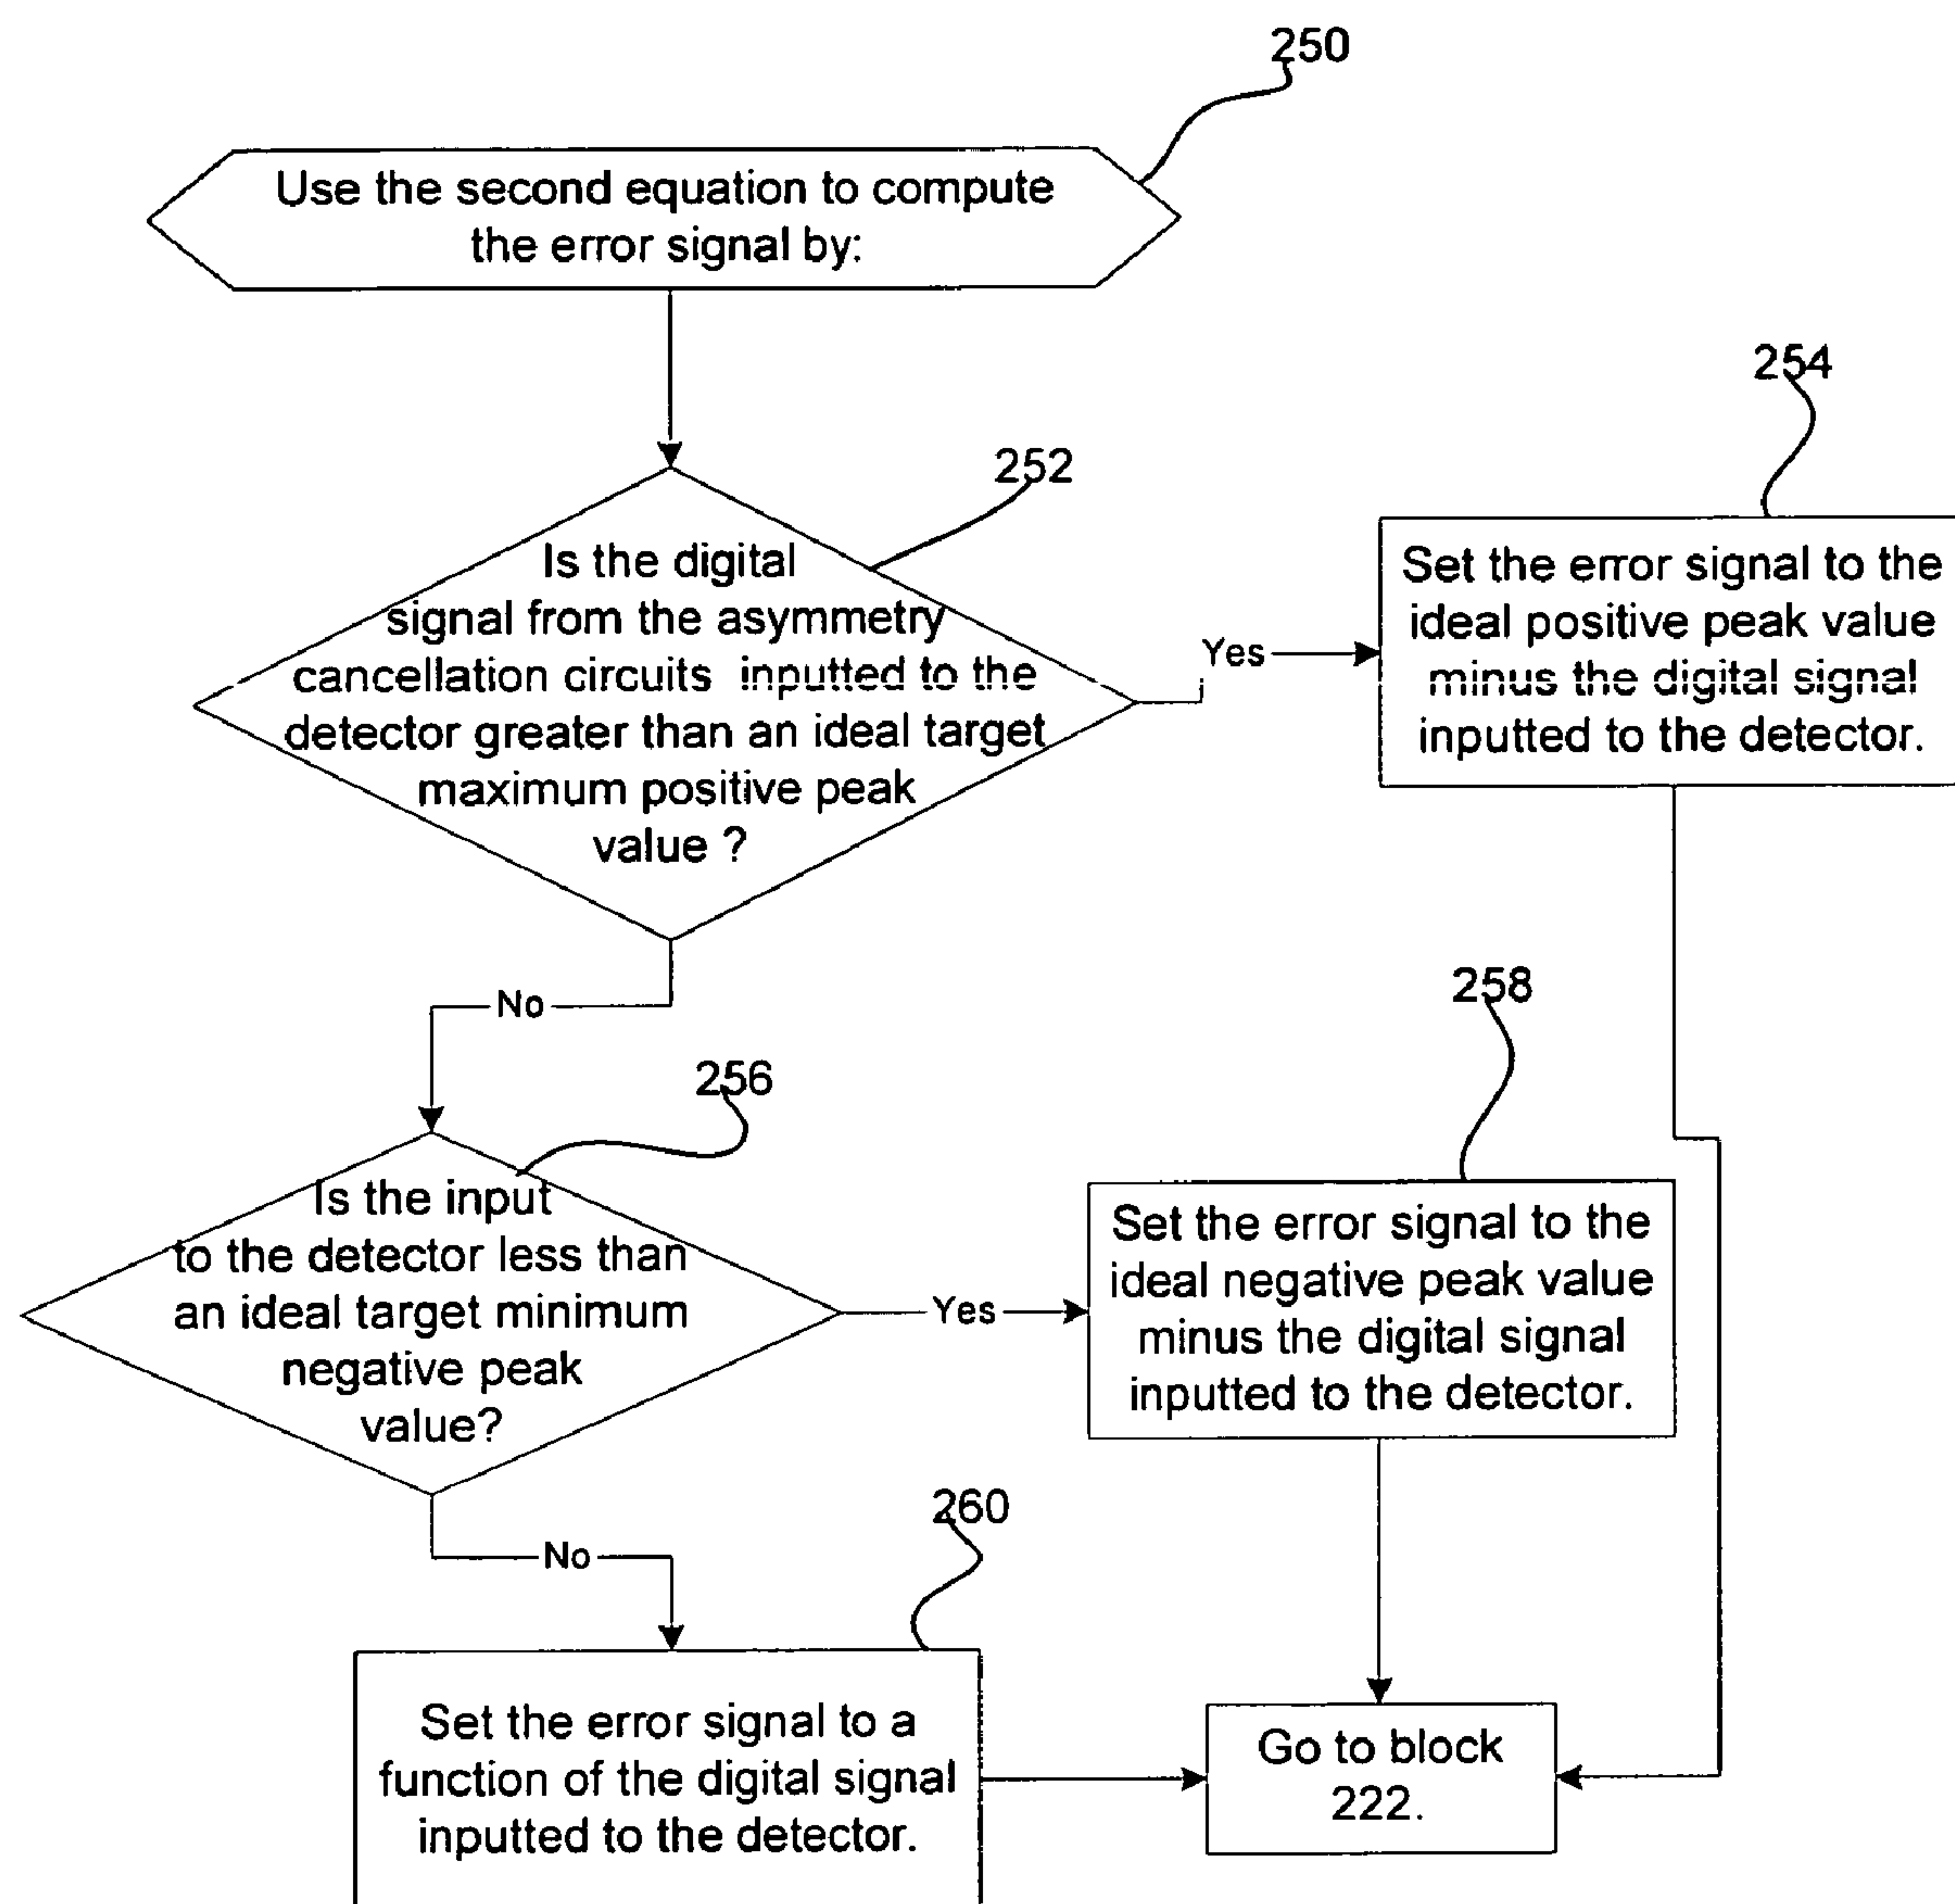 250
Use the second equation to compute
the error signal by:
252
Is the digital
signal from the asymmetry
cancellation circuits inputted to the
detector greater than an ideal target
maximum positive peak
value ?
Yes
254
Set the error signal to the
ideal positive peak value
minus the digital signal
inputted to the detector.
No
256
Is the input
to the detector less than
an ideal target minimum
negative peak
value?
Yes
258
Set the error signal to the
ideal negative peak value
minus the digital signal
inputted to the detector.
No
260
Set the error signal to a
function of the digital signal
inputted to the detector.
Go to block
222.